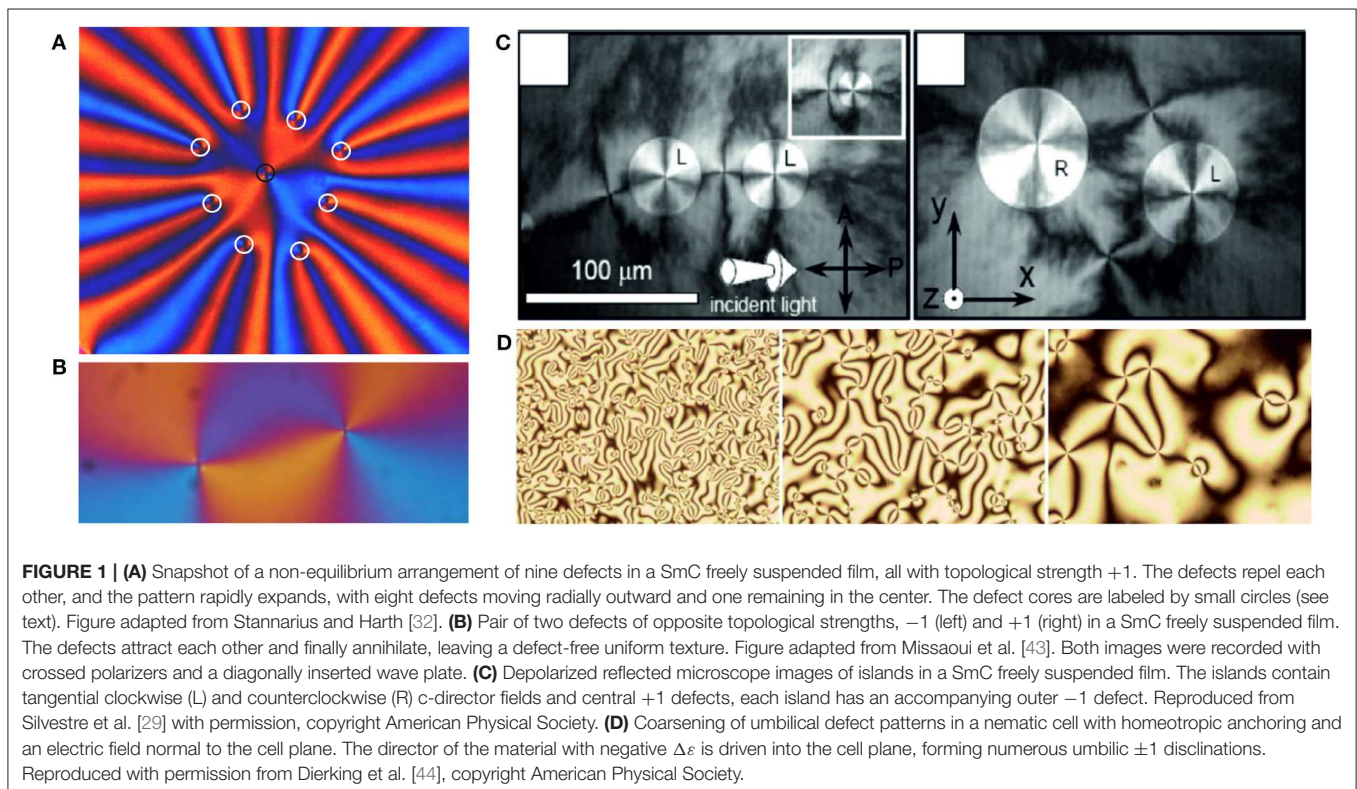 A
B
C
L
L
A
P
100 μm
incident light
R
L
y
X
Z
D
FIGURE 1 | (A) Snapshot of a non-equilibrium arrangement of nine defects in a SmC freely suspended film, all with topological strength +1. The defects repel each
other, and the pattern rapidly expands, with eight defects moving radially outward and one remaining in the center. The defect cores are labeled by small circles (see
text). Figure adapted from Stannarius and Harth [32]. (B) Pair of two defects of opposite topological strengths, −1 (left) and +1 (right) in a SmC freely suspended film.
The defects attract each other and finally annihilate, leaving a defect-free uniform texture. Figure adapted from Missaoui et al. [43]. Both images were recorded with
crossed polarizers and a diagonally inserted wave plate. (C) Depolarized reflected microscope images of islands in a SmC freely suspended film. The islands contain
tangential clockwise (L) and counterclockwise (R) c-director fields and central +1 defects, each island has an accompanying outer −1 defect. Reproduced from
Silvestre et al. [29] with permission, copyright American Physical Society. (D) Coarsening of umbilical defect patterns in a nematic cell with homeotropic anchoring and
an electric field normal to the cell plane. The director of the material with negative Δε is driven into the cell plane, forming numerous umbilic ±1 disclinations.
Reproduced with permission from Dierking et al. [44], copyright American Physical Society.